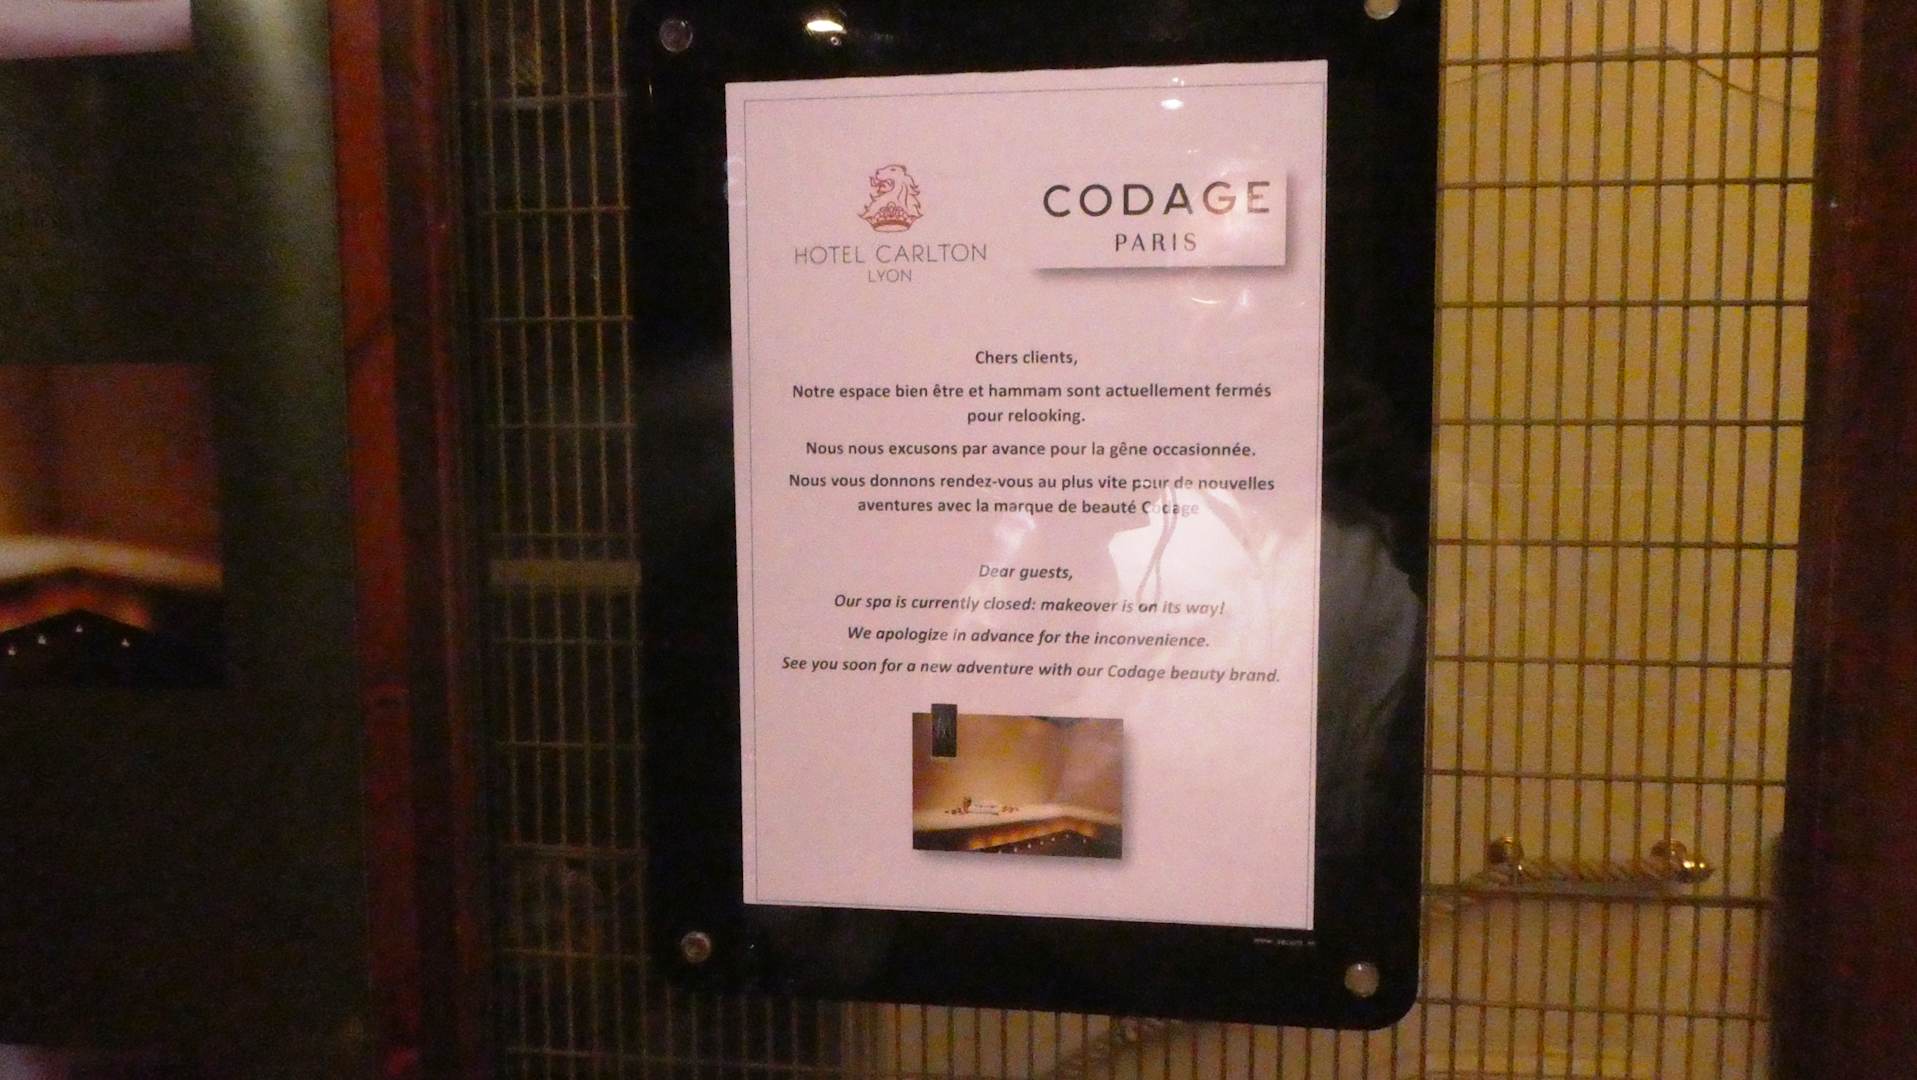 HOTEL CARLTON
LYON
CODAGE
PARIS
Chers clients,
Notre espace bien être et hammam sont actuellement fermés
pour relooking.
Nous nous excusons par avance pour la gêne occasionnée.
Nous vous donnons rendez-vous au plus vite pour de nouvelles
aventures avec la marque de beauté Codage
Dear guests,
Our spa is currently closed: makeover is on its way!
We apologize in advance for the inconvenience.
See you soon for a new adventure with our Codage beauty brand.